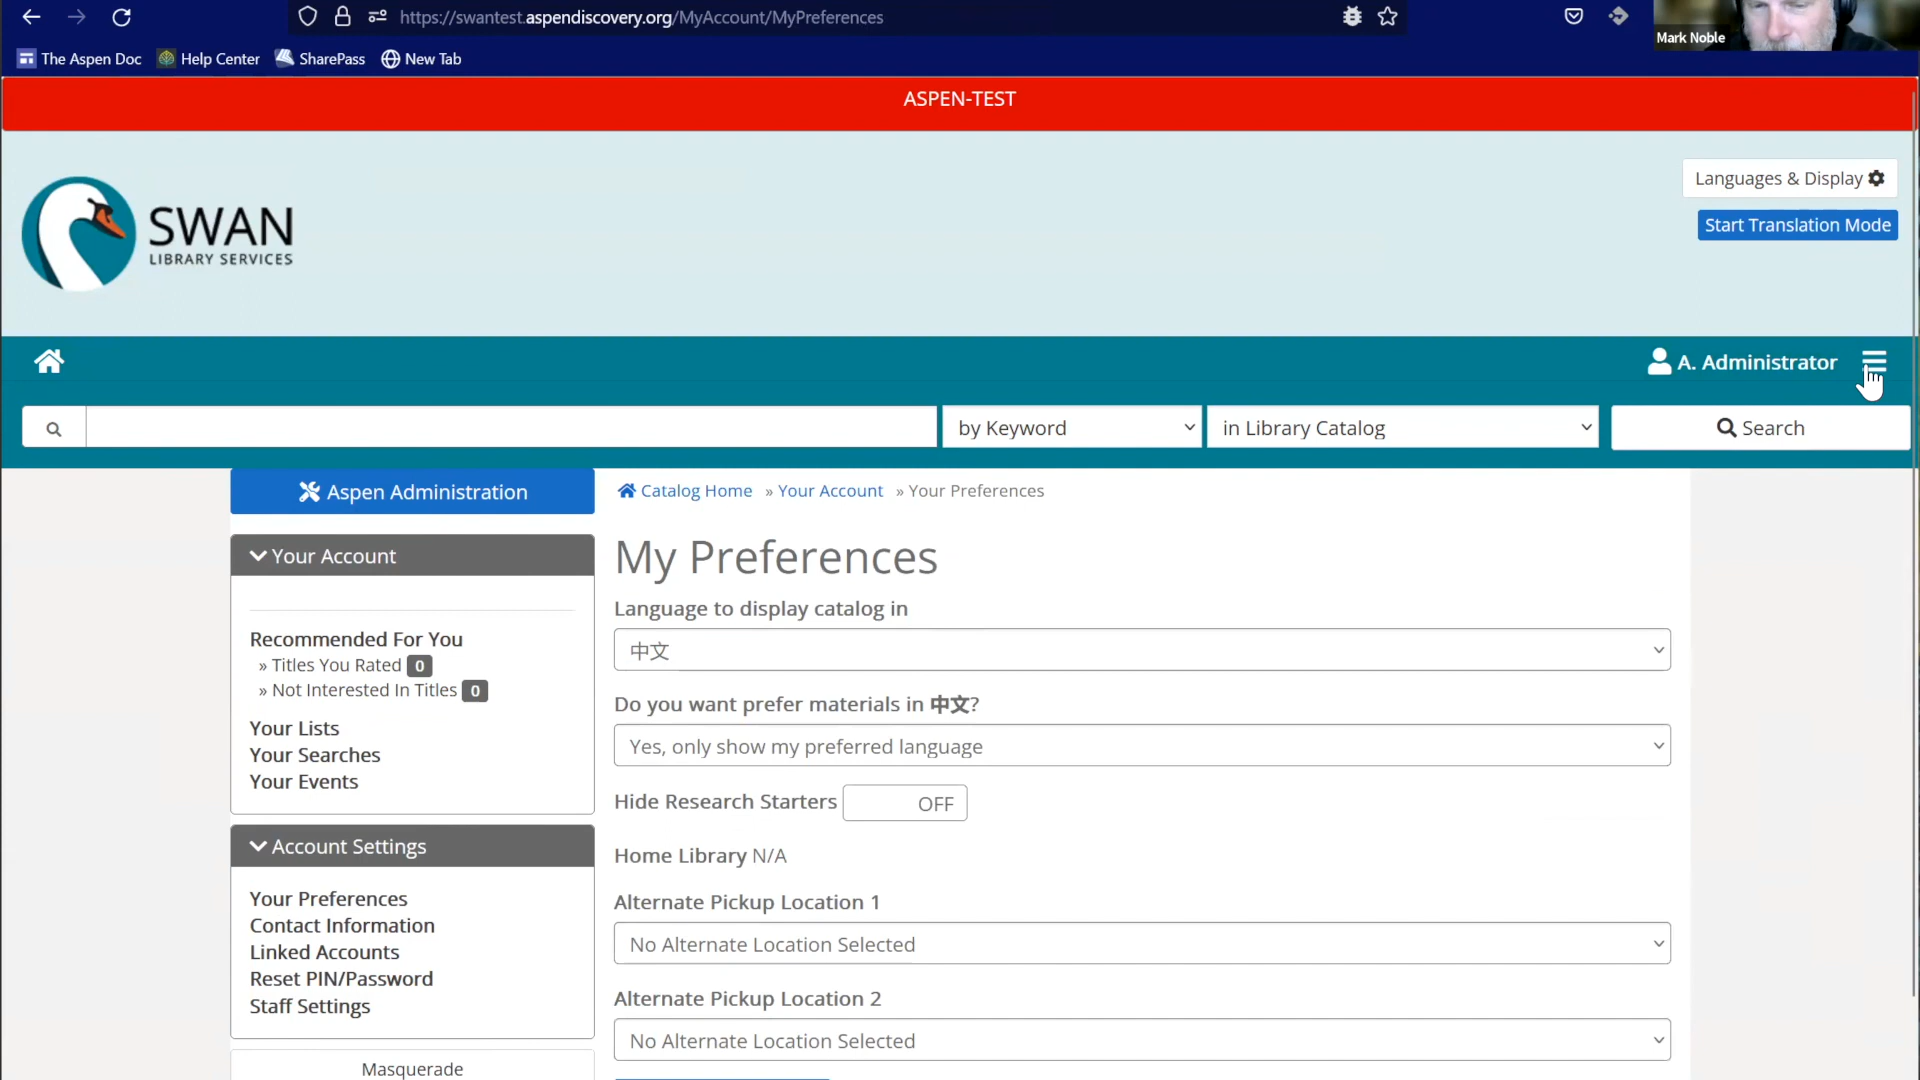 https://swantest.aspendiscovery.org/MyAccount/MyPreferences
Mark Noble
The Aspen Doc Help Center SharePass New Tab
ASPEN-TEST
SWAN
LIBRARY SERVICES
Languages & Display
Start Translation Mode
A. Administrator
by Keyword in Library Catalog Search
Aspen Administration
Catalog Home » Your Account » Your Preferences
Your Account
Recommended For You
» Titles You Rated 0
» Not Interested In Titles 0
Your Lists
Your Searches
Your Events
Account Settings
Your Preferences
Contact Information
Linked Accounts
Reset PIN/Password
Staff Settings
Masquerade
My Preferences
Language to display catalog in
中文
Do you want prefer materials in 中文?
Yes, only show my preferred language
Hide Research Starters OFF
Home Library N/A
Alternate Pickup Location 1
No Alternate Location Selected
Alternate Pickup Location 2
No Alternate Location Selected